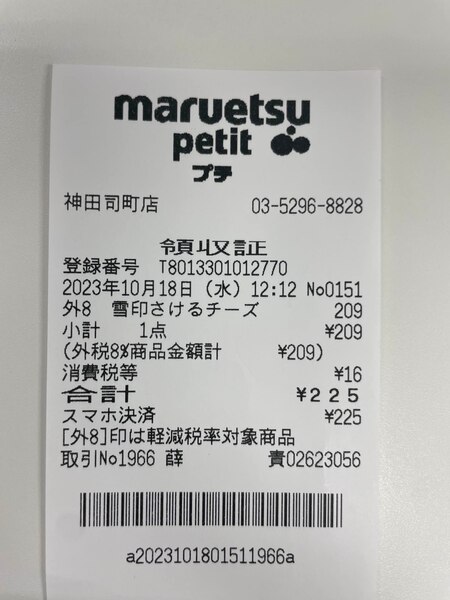 maruetsu
petit
プチ
神田司町店 03-5296-8828
領収証
登録番号 T8013301012770
2023年10月18日（水）12:12 No0151
外8 雪印さけるチーズ 209
小計 1点 ¥209
(外税8%商品金額計 ¥209)
消費税等 ¥16
合計 ¥225
スマホ決済 ¥225
[外8]印は軽減税率対象商品
取引No1966 薛 責02623056
a2023101801511966a